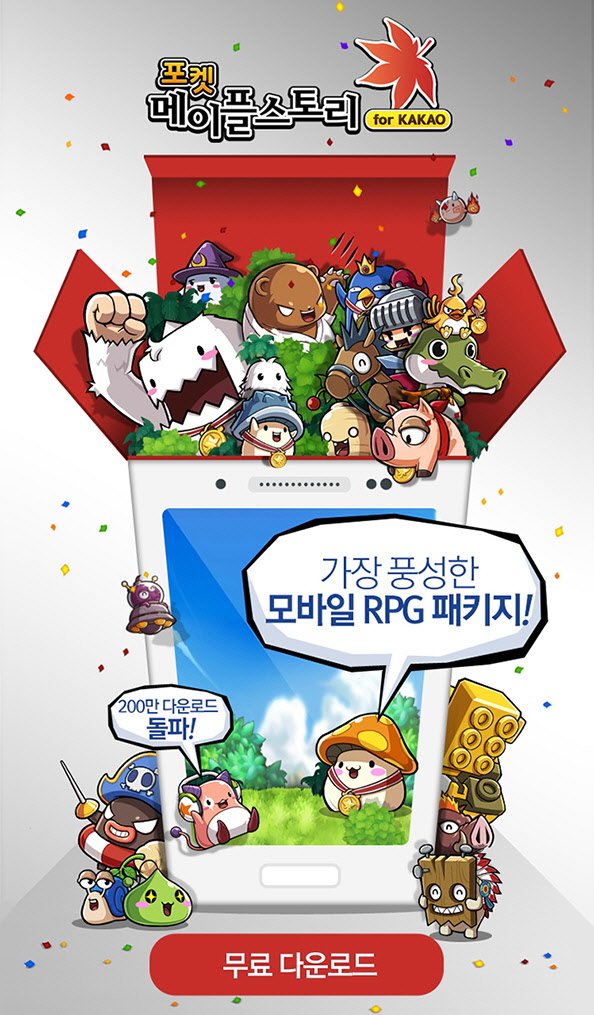 포켓
메이플스토리
for KAKAO
가장 풍성한
모바일 RPG 패키지!
200만 다운로드
돌파!
무료 다운로드